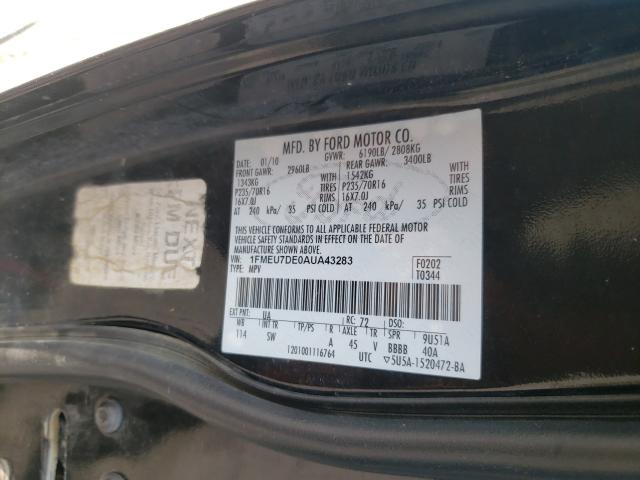 MFD. BY FORD MOTOR CO.
DATE: 01/10 GVWR: 6190LB/ 2808KG
FRONT GAWR: 2960LB REAR GAWR: 3400LB
1343KG 1542KG
P235/70R16 TIRES P235/70R16 TIRES
16X7.0J RIMS 16X7.0J RIMS
AT 240 kPa/ 35 PSI COLD AT 240 kPa/ 35 PSI COLD
THIS VEHICLE CONFORMS TO ALL APPLICABLE FEDERAL MOTOR
VEHICLE SAFETY STANDARDS IN EFFECT ON THE DATE OF
MANUFACTURE SHOWN ABOVE.
VIN: 1FMEU7DE0AUA43283 F0202
TYPE: MPV T0344
EXT PNT: UA RC: 72 DSO:
WB INT TR TP/PS R AXLE TR SPR 9U51A
114 SW A 45 V BBBB 40A
1201001116764 UTC ▽5U5A-1520472-BA
NEXT
M DUE